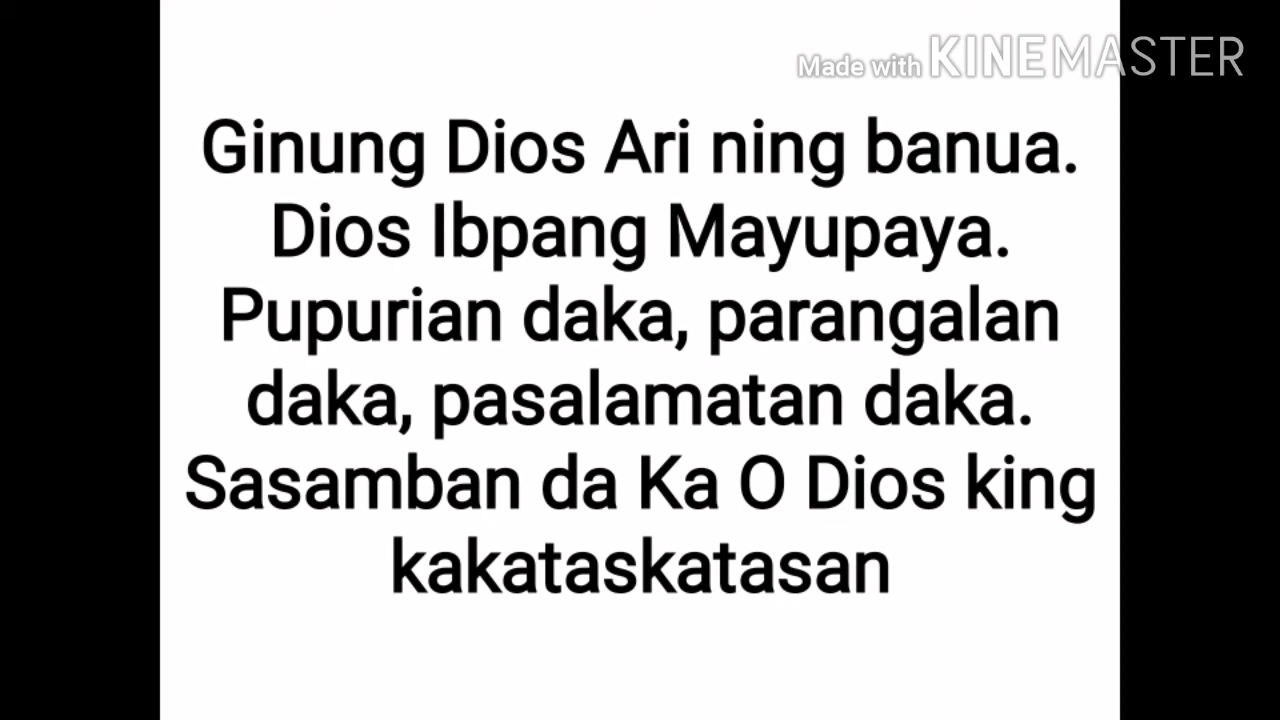 Made with KINEMASTER
Ginung Dios Ari ning banua.
Dios Ibpang Mayupaya.
Pupurian daka, parangalan
daka, pasalamatan daka.
Sasamban da Ka O Dios king
kakataskatasan